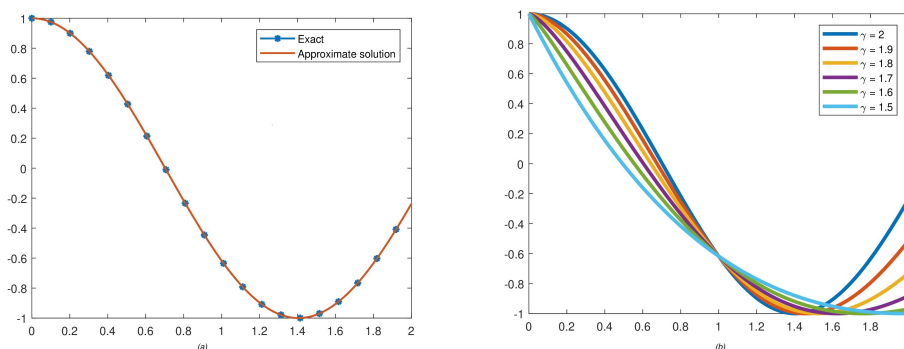 1
0.8
0.6
0.4
0.2
0
-0.2
-0.4
-0.6
-0.8
-1
0 0.2 0.4 0.6 0.8 1 1.2 1.4 1.6 1.8 2
Exact
Approximate solution
(a)
1
0.8
0.6
0.4
0.2
0
-0.2
-0.4
-0.6
-0.8
-1
0 0.2 0.4 0.6 0.8 1 1.2 1.4 1.6 1.8
γ = 2
γ = 1.9
γ = 1.8
γ = 1.7
γ = 1.6
γ = 1.5
(b)